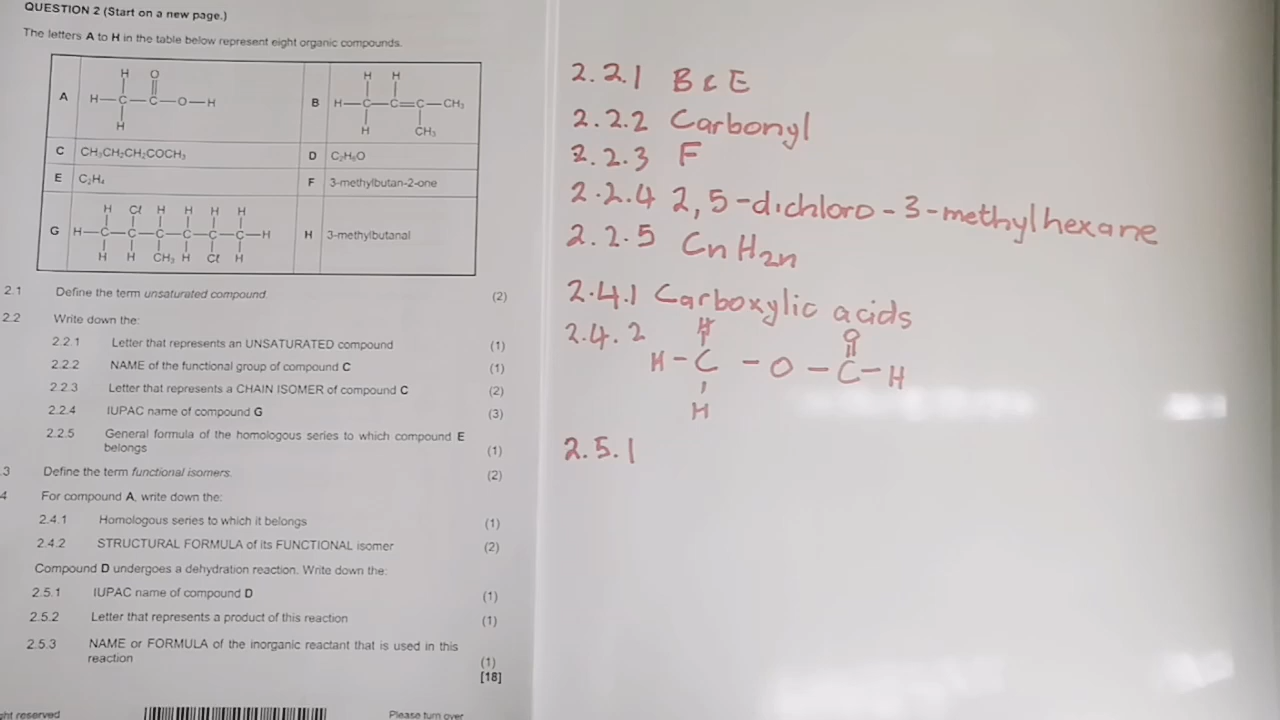 QUESTION 2 (Start on a new page.)
The letters A to H in the table below represent eight organic compounds.
H O
A H—C—C—O—H
H
H H
B H—C—C=C—CH₃
H CH₃
C CH₃CH₂CH₂COCH₃ D C₂H₆O
E C₂H₄ F 3-methylbutan-2-one
H Cℓ H H H H
G H—C—C—C—C—C—C—H H 3-methylbutanal
H H CH₃ H Cℓ H
2.1 Define the term unsaturated compound. (2)
2.2 Write down the:
2.2.1 Letter that represents an UNSATURATED compound (1)
2.2.2 NAME of the functional group of compound C (1)
2.2.3 Letter that represents a CHAIN ISOMER of compound C (2)
2.2.4 IUPAC name of compound G (3)
2.2.5 General formula of the homologous series to which compound E
belongs (1)
.3 Define the term functional isomers. (2)
4 For compound A, write down the:
2.4.1 Homologous series to which it belongs (1)
2.4.2 STRUCTURAL FORMULA of its FUNCTIONAL isomer (2)
Compound D undergoes a dehydration reaction. Write down the:
2.5.1 IUPAC name of compound D (1)
2.5.2 Letter that represents a product of this reaction (1)
2.5.3 NAME or FORMULA of the inorganic reactant that is used in this
reaction (1)
[18]
ght reserved Please turn over
2.2.1 B & E
2.2.2 Carbonyl
2.2.3 F
2.2.4 2,5-dichloro-3-methylhexane
2.2.5 CnH2n
2.4.1 Carboxylic acids
2.4.2 H O
H-C-O-C-H
H
2.5.1